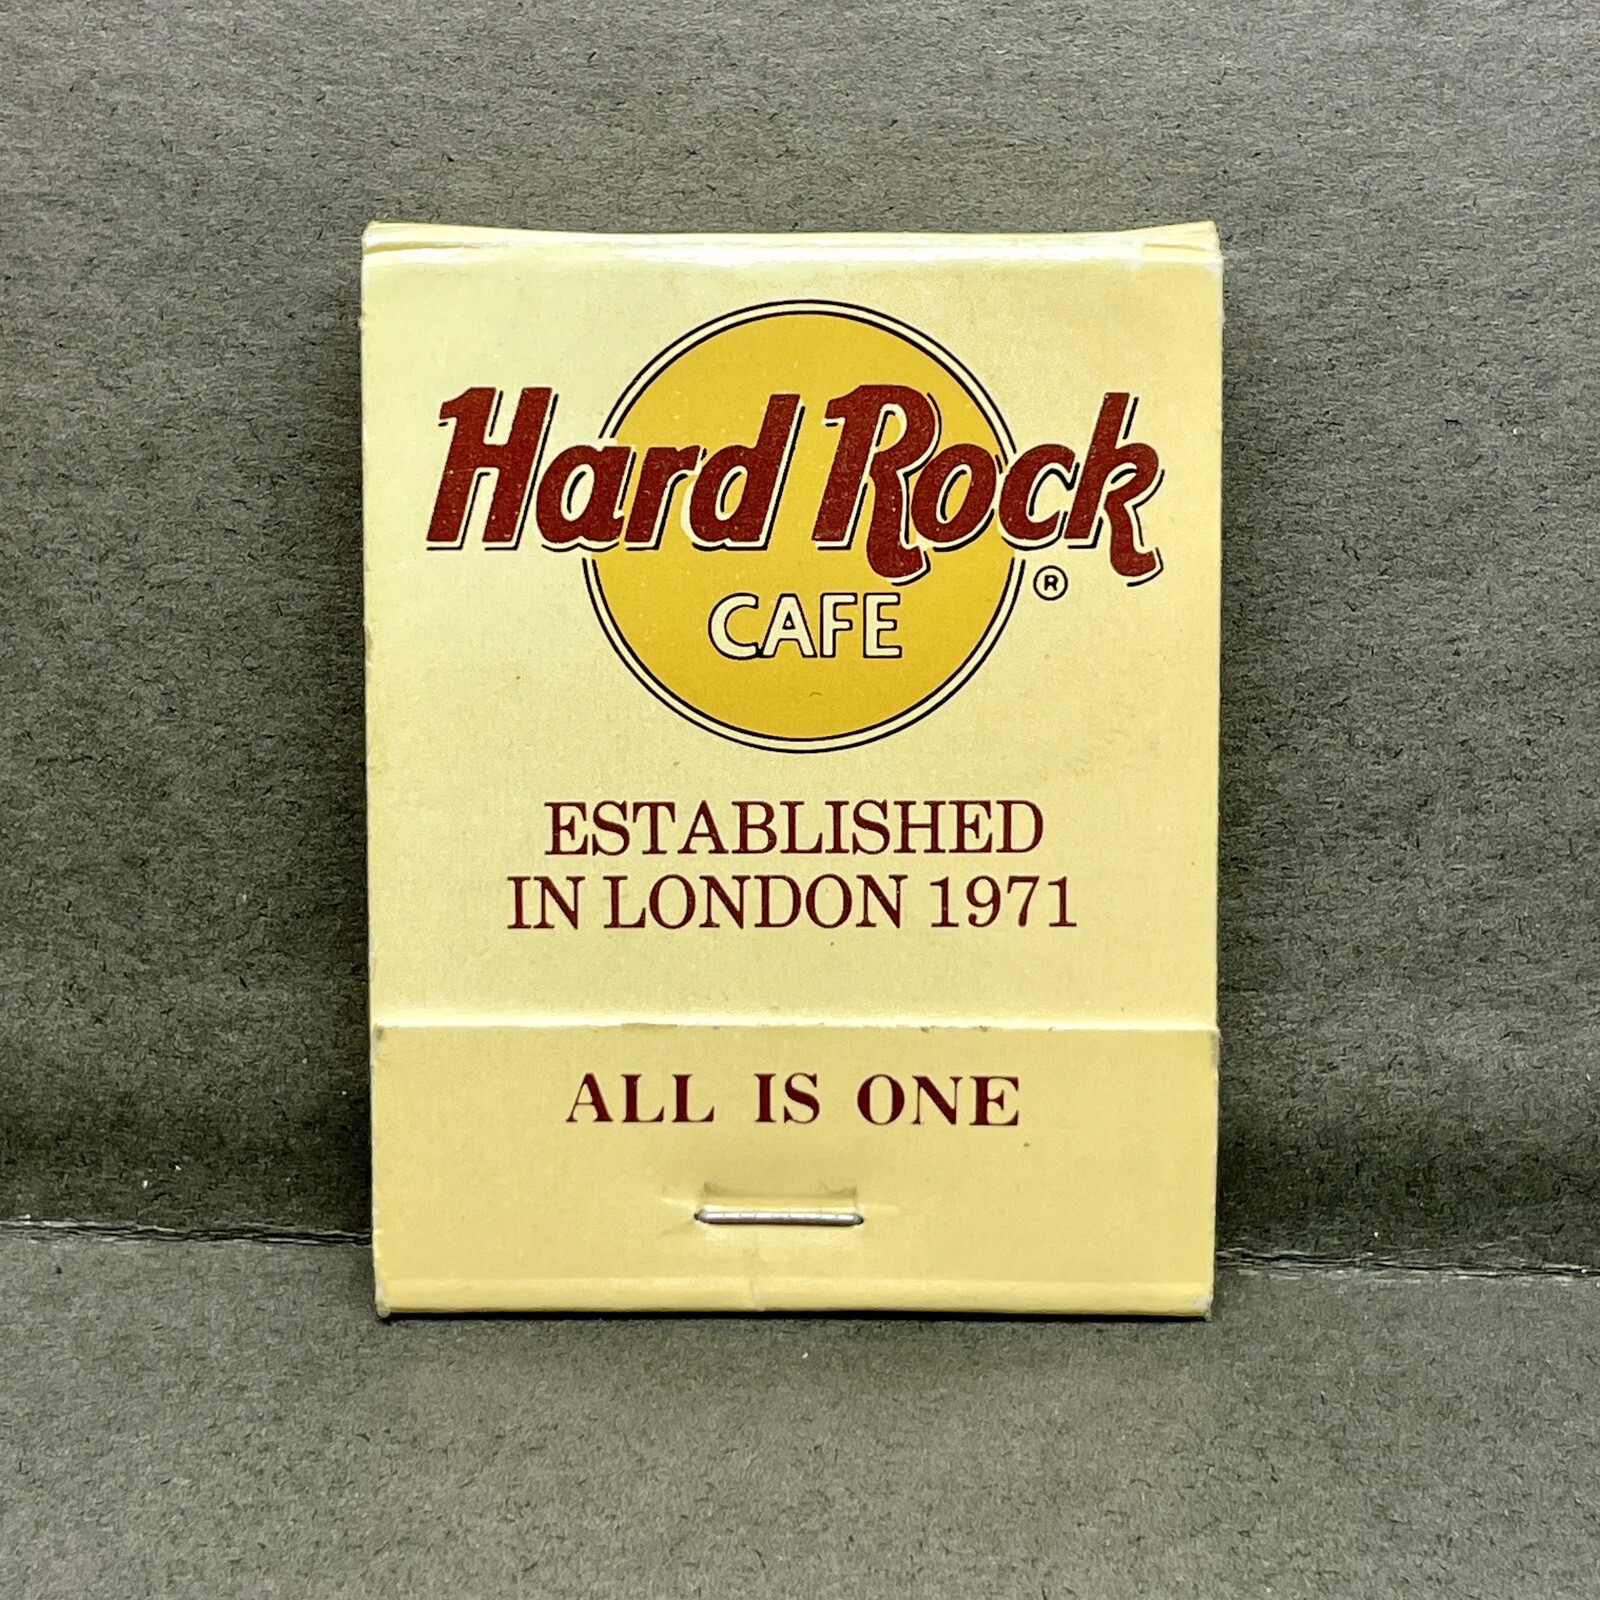 Hard Rock
®
CAFE
ESTABLISHED
IN LONDON 1971
ALL IS ONE